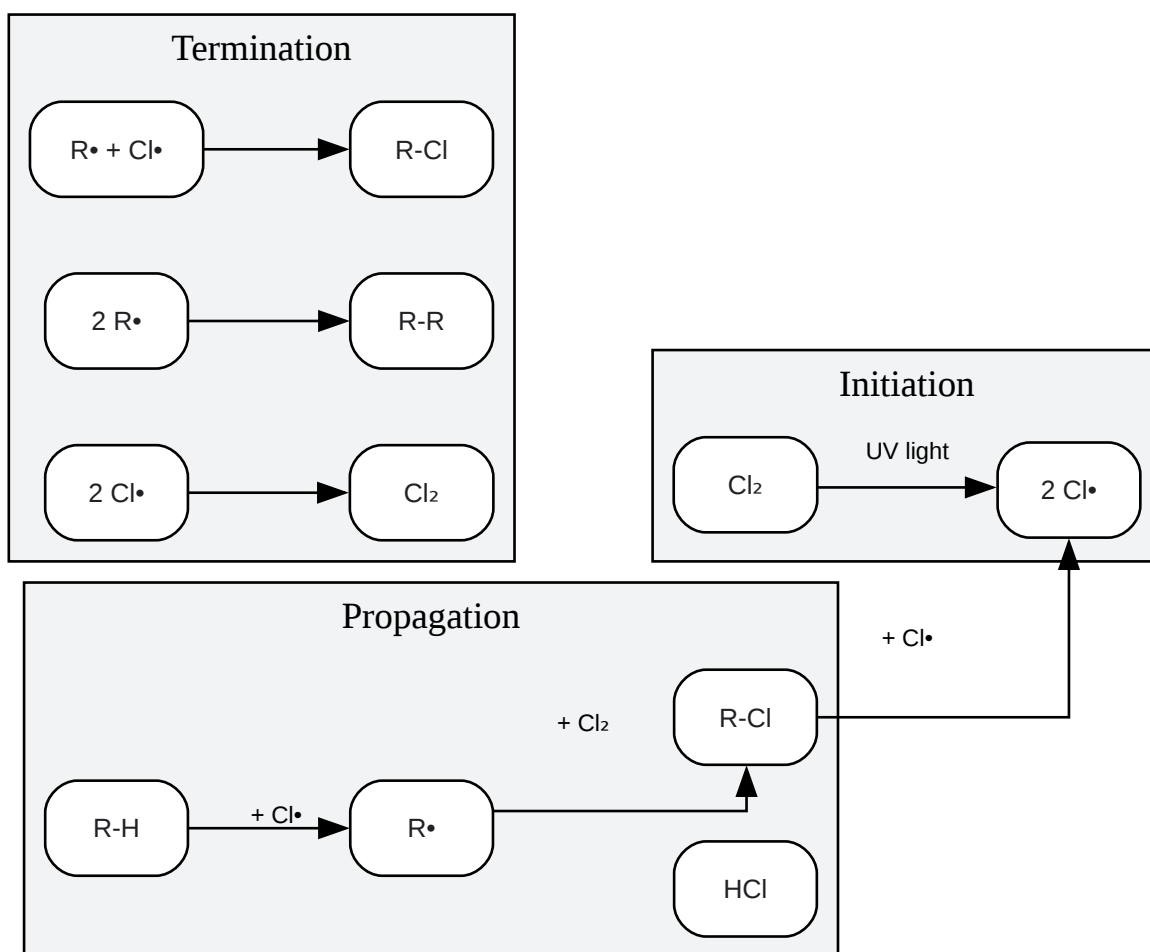 Termination
R• + Cl•
R-Cl
2 R•
R-R
2 Cl•
Cl₂
Initiation
Cl₂
UV light
2 Cl•
Propagation
+ Cl•
+ Cl₂
R-Cl
R-H
+ Cl•
R•
HCl